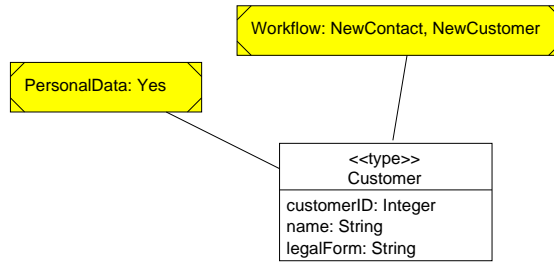 Workflow: NewContact, NewCustomer
PersonalData: Yes
<<type>>
Customer
customerID: Integer
name: String
legalForm: String